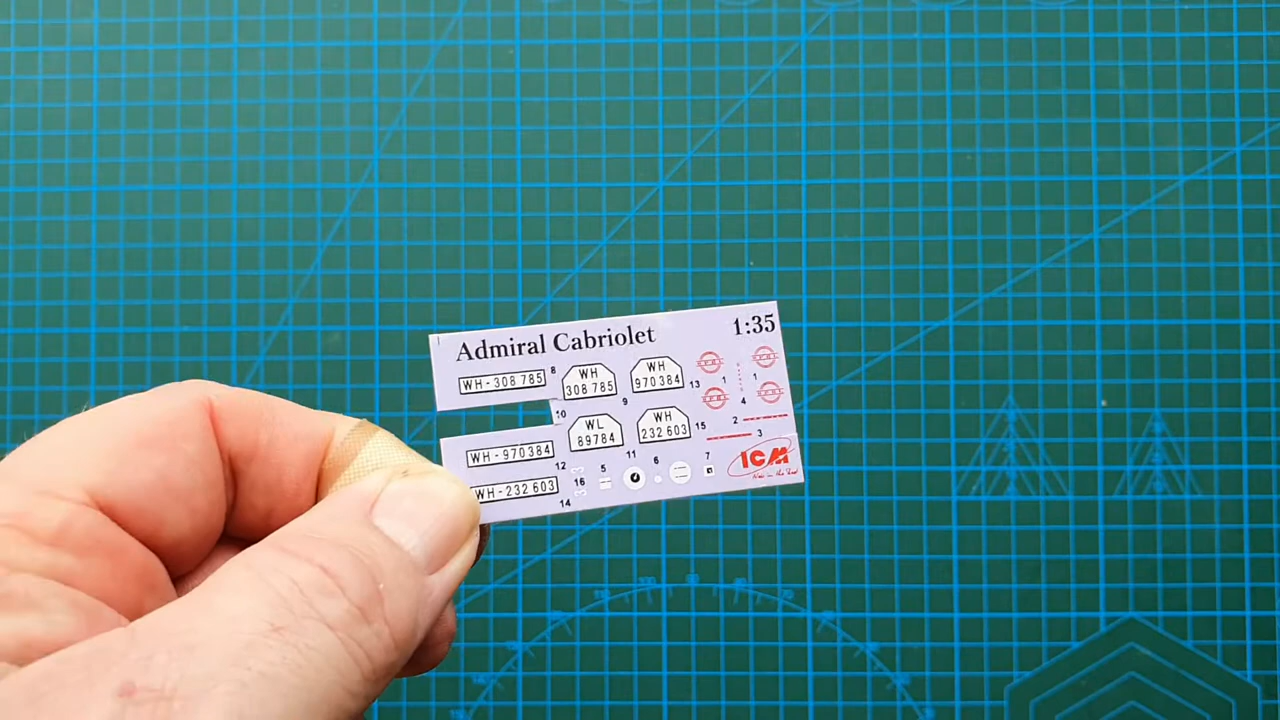 Admiral Cabriolet
1:35
WH-308 785
8
WH
308 785
9
WH
970384
13
1
1
4
10
WL
89784
11
WH
232 603
15
2
3
WH-970384
12
16
5
6
7
WH-232 603
14
ICM